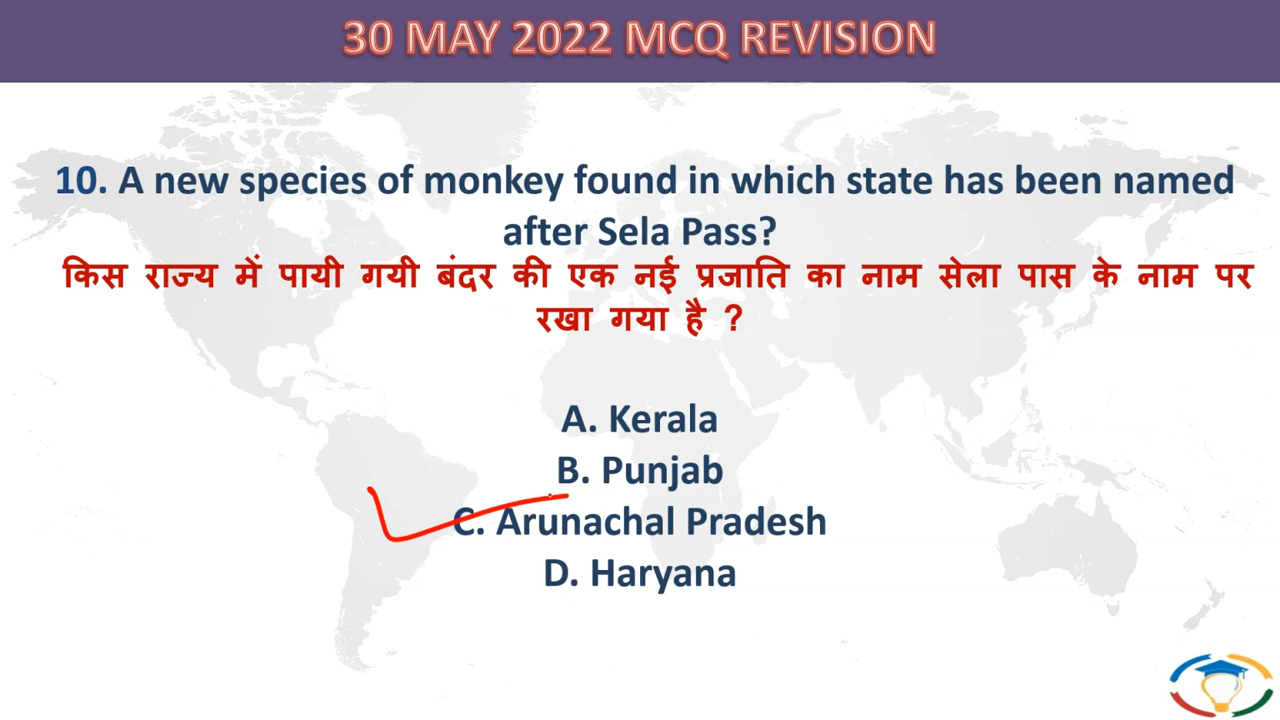 30 MAY 2022 MCQ REVISION
10. A new species of monkey found in which state has been named
after Sela Pass?
किस राज्य में पायी गयी बंदर की एक नई प्रजाति का नाम सेला पास के नाम पर
रखा गया है ?
A. Kerala
B. Punjab
C. Arunachal Pradesh
D. Haryana